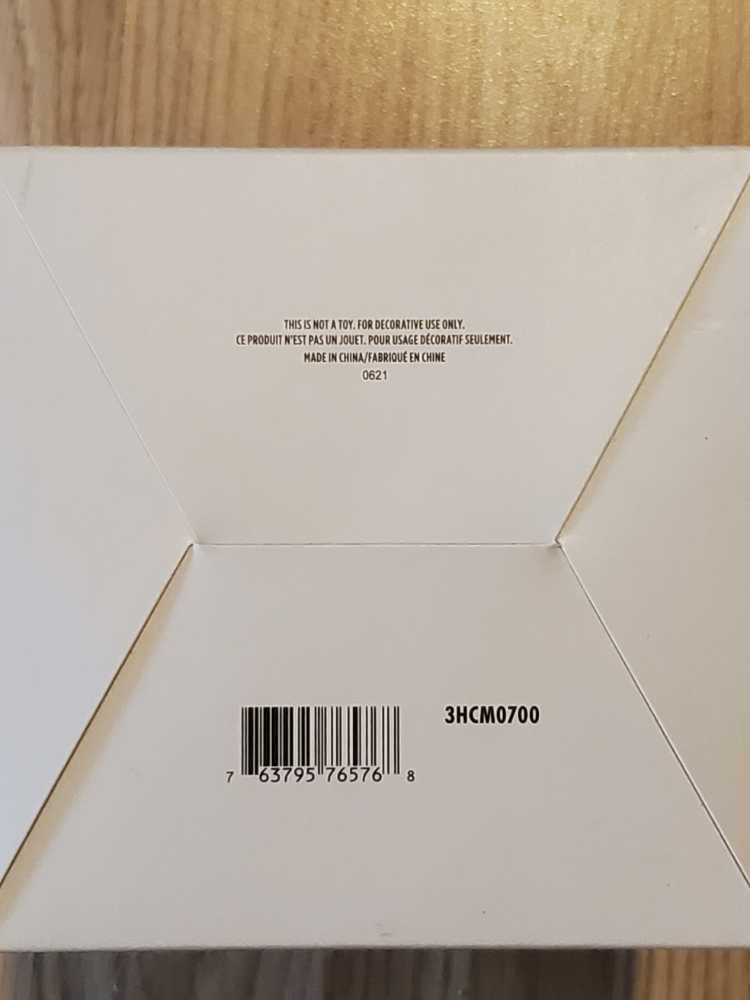 THIS IS NOT A TOY. FOR DECORATIVE USE ONLY.
CE PRODUIT N'EST PAS UN JOUET. POUR USAGE DÉCORATIF SEULEMENT.
MADE IN CHINA/FABRIQUÉ EN CHINE
0621
3HCM0700
7 63795 76576 8